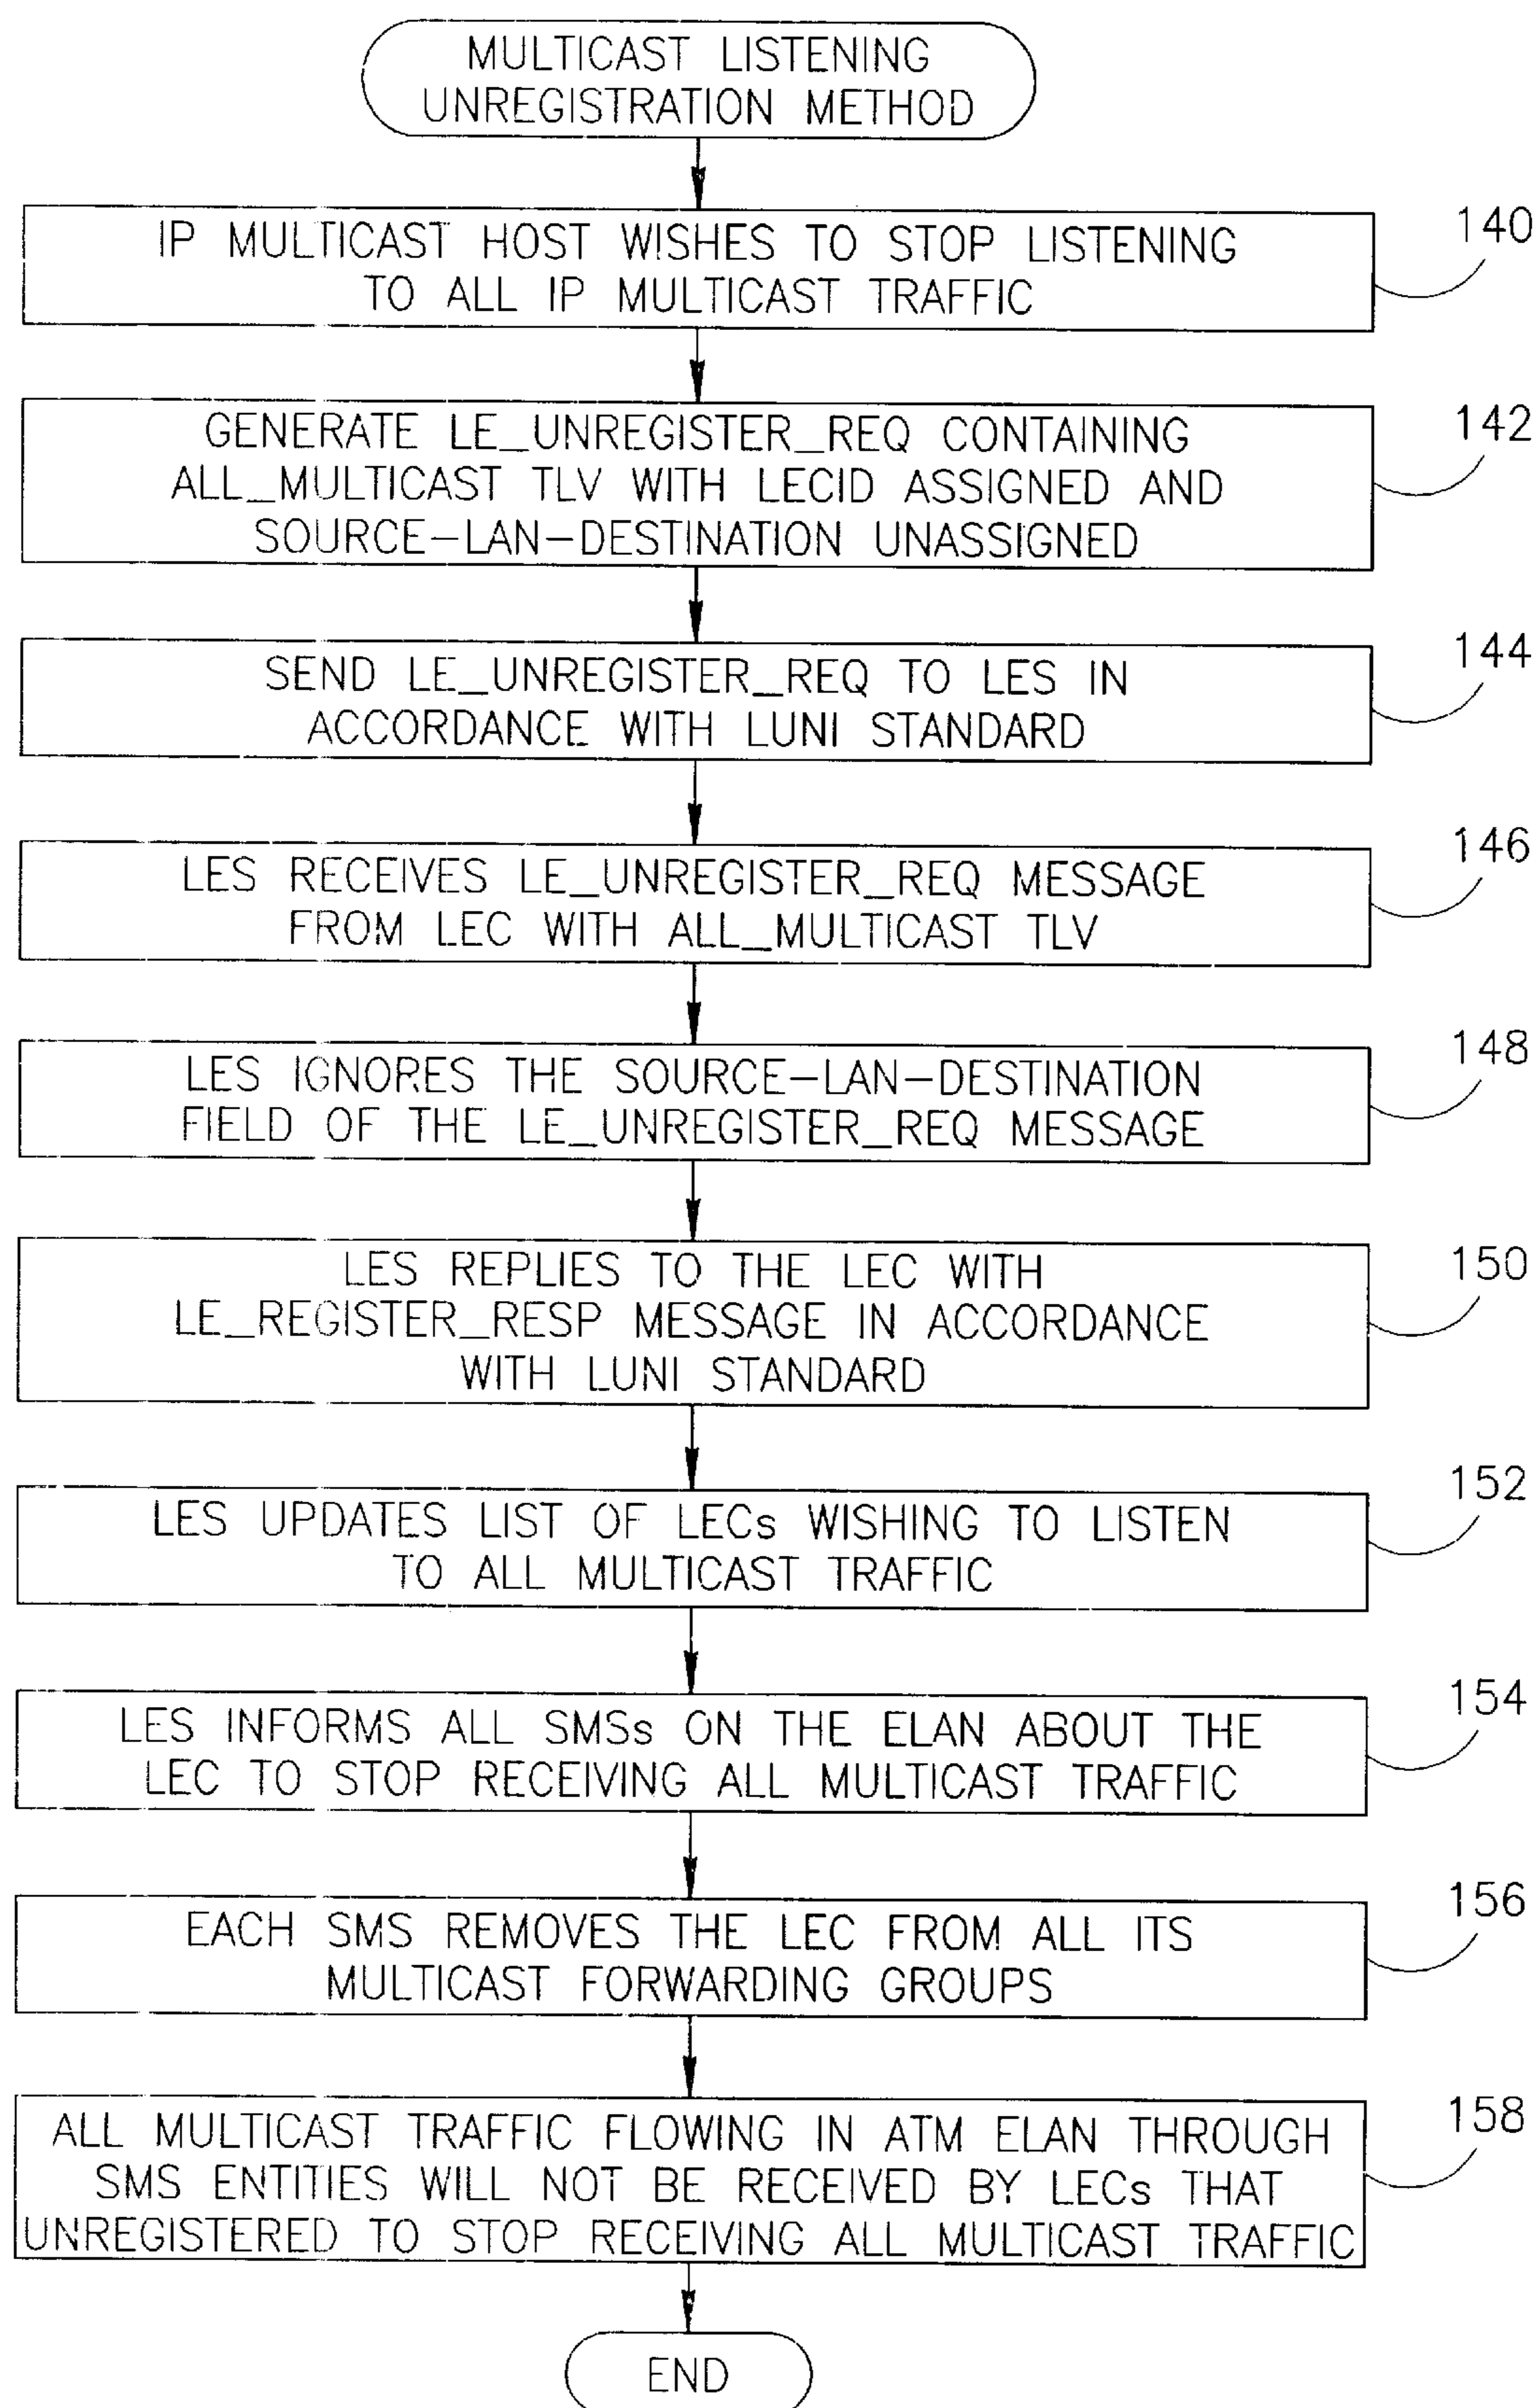 MULTICAST LISTENING
UNREGISTRATION METHOD
IP MULTICAST HOST WISHES TO STOP LISTENING
TO ALL IP MULTICAST TRAFFIC
140
GENERATE LE_UNREGISTER_REQ CONTAINING
ALL_MULTICAST TLV WITH LECID ASSIGNED AND
SOURCE-LAN-DESTINATION UNASSIGNED
142
SEND LE_UNREGISTER_REQ TO LES IN
ACCORDANCE WITH LUNI STANDARD
144
LES RECEIVES LE_UNREGISTER_REQ MESSAGE
FROM LEC WITH ALL_MULTICAST TLV
146
LES IGNORES THE SOURCE-LAN-DESTINATION
FIELD OF THE LE_UNREGISTER_REQ MESSAGE
148
LES REPLIES TO THE LEC WITH
LE_REGISTER_RESP MESSAGE IN ACCORDANCE
WITH LUNI STANDARD
150
LES UPDATES LIST OF LECs WISHING TO LISTEN
TO ALL MULTICAST TRAFFIC
152
LES INFORMS ALL SMSs ON THE ELAN ABOUT THE
LEC TO STOP RECEIVING ALL MULTICAST TRAFFIC
154
EACH SMS REMOVES THE LEC FROM ALL ITS
MULTICAST FORWARDING GROUPS
156
ALL MULTICAST TRAFFIC FLOWING IN ATM ELAN THROUGH
SMS ENTITIES WILL NOT BE RECEIVED BY LECs THAT
UNREGISTERED TO STOP RECEIVING ALL MULTICAST TRAFFIC
158
END